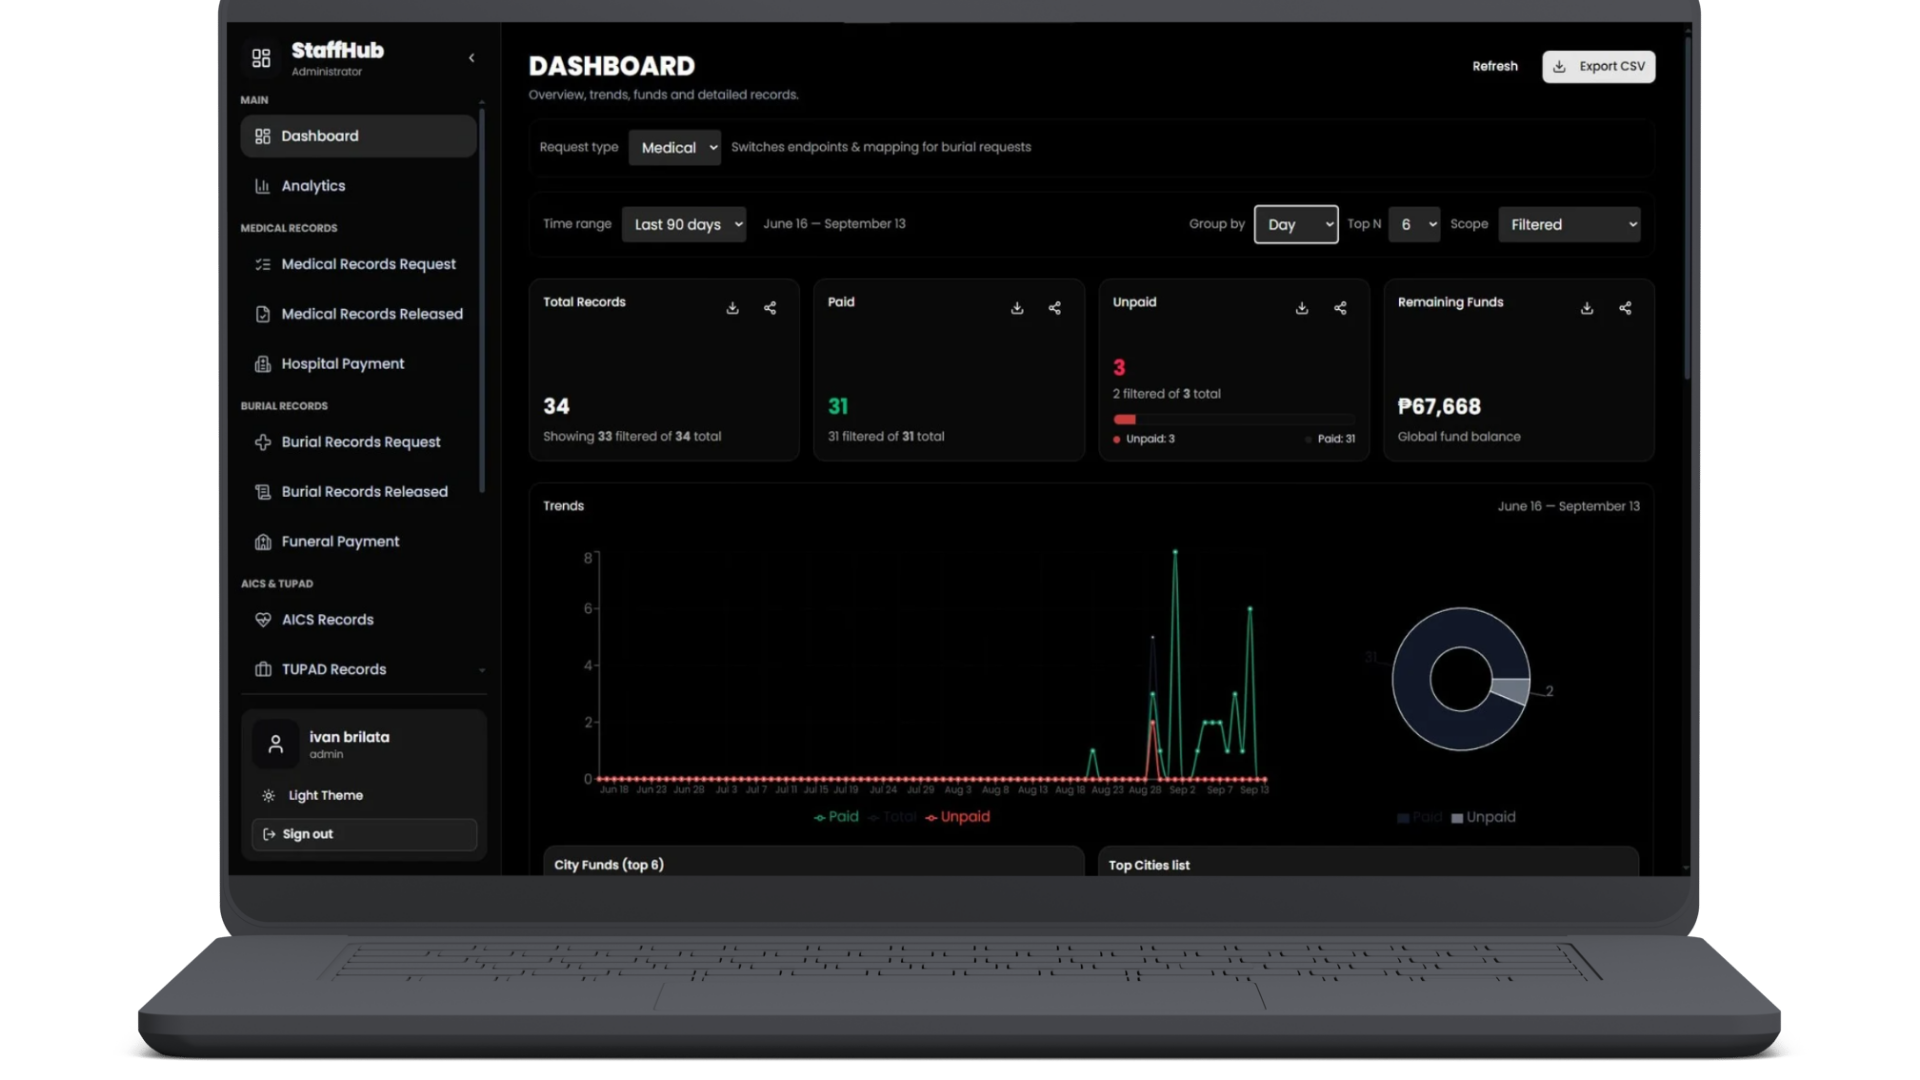 StaffHub
Administrator
MAIN
Dashboard
Analytics
MEDICAL RECORDS
Medical Records Request
Medical Records Released
Hospital Payment
BURIAL RECORDS
Burial Records Request
Burial Records Released
Funeral Payment
AICS & TUPAD
AICS Records
TUPAD Records
ivan brilata
admin
Light Theme
Sign out
DASHBOARD
Overview, trends, funds and detailed records.
Refresh
Export CSV
Request type Medical Switches endpoints & mapping for burial requests
Time range Last 90 days June 16 — September 13 Group by Day Top N 6 Scope Filtered
Total Records
34
Showing 33 filtered of 34 total
Paid
31
31 filtered of 31 total
Unpaid
3
2 filtered of 3 total
Unpaid: 3 Paid: 31
Remaining Funds
₱67,668
Global fund balance
Trends
June 16 — September 13
8
6
4
2
0
Jun 18 Jun 23 Jun 28 Jul 3 Jul 7 Jul 11 Jul 15 Jul 19 Jul 24 Jul 29 Aug 3 Aug 8 Aug 13 Aug 18 Aug 23 Aug 28 Sep 2 Sep 7 Sep 13
Paid Total Unpaid
31
2
Paid Unpaid
City Funds (top 6)
Top Cities list